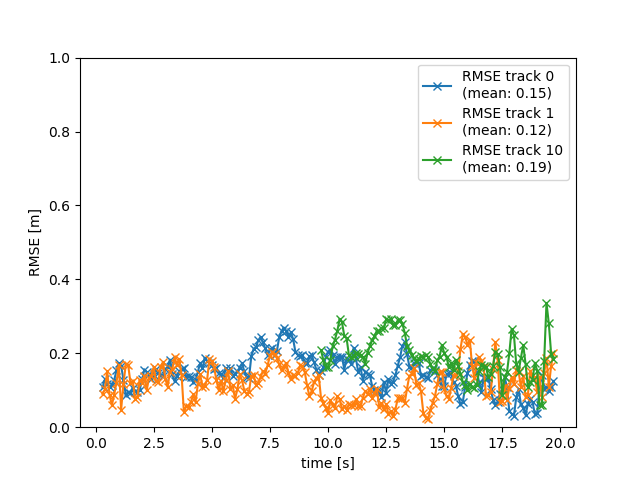 1.0
0.8
0.6
0.4
0.2
0.0
RMSE [m]
0.0 2.5 5.0 7.5 10.0 12.5 15.0 17.5 20.0
time [s]
RMSE track 0
(mean: 0.15)
RMSE track 1
(mean: 0.12)
RMSE track 10
(mean: 0.19)